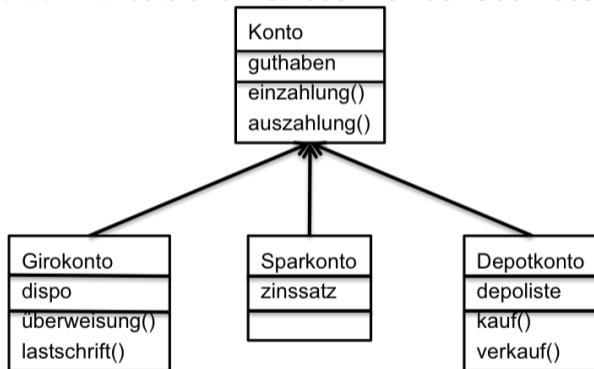 Konto
guthaben
einzahlung()
auszahlung()
Girokonto
dispo
überweisung()
lastschrift()
Sparkonto
zinssatz
Depotkonto
depoliste
kauf()
verkauf()